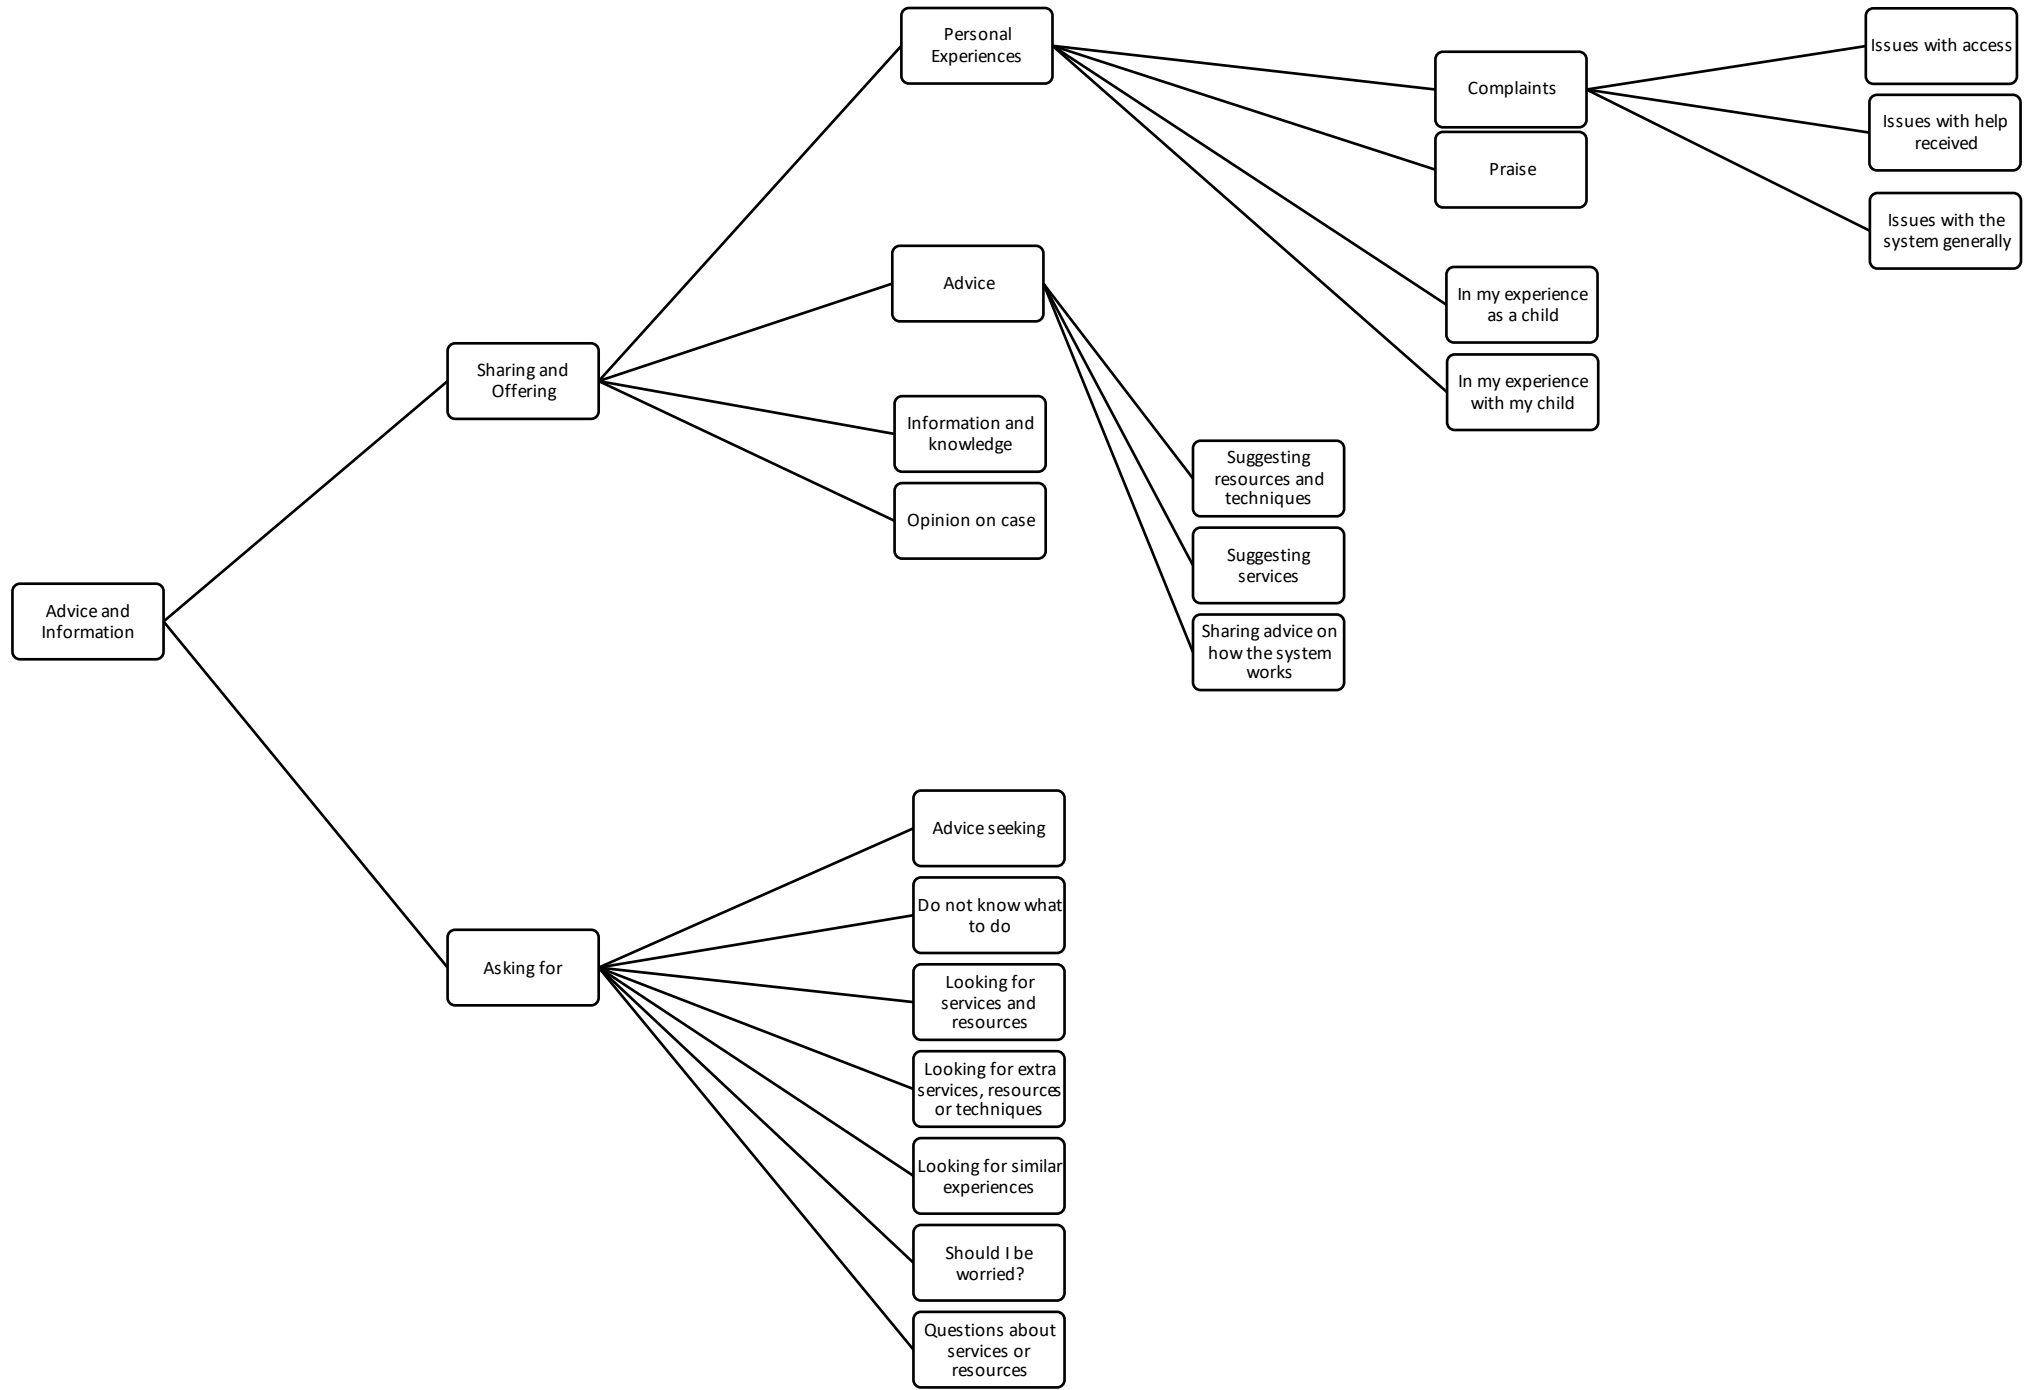 Personal
Experiences
Complaints
Issues with access
Issues with help
received
Issues with the
system generally
Praise
In my experience
as a child
In my experience
with my child
Advice
Sharing and
Offering
Information and
knowledge
Opinion on case
Suggesting
resources and
techniques
Suggesting
services
Sharing advice on
how the system
works
Advice and
Information
Asking for
Advice seeking
Do not know what
to do
Looking for
services and
resources
Looking for extra
services, resources
or techniques
Looking for similar
experiences
Should I be
worried?
Questions about
services or
resources